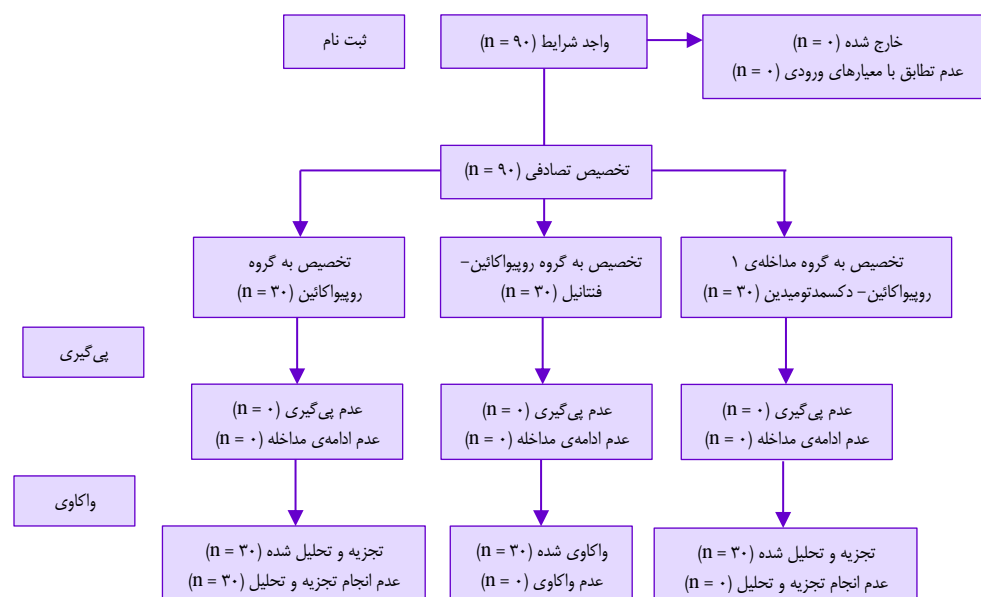 ثبت نام
واجد شرایط (n = ۹۰)
خارج شده (n = ۰)
عدم تطابق با معیارهای ورودی (n = ۰)
تخصیص تصادفی (n = ۹۰)
تخصیص به گروه مداخله‌ی ۱
روپیواکائین– دکسمدتومیدین (n = ۳۰)
تخصیص به گروه روپیواکائین–
فنتانیل (n = ۳۰)
تخصیص به گروه
روپیواکائین (n = ۳۰)
پی‌گیری
عدم پی‌گیری (n = ۰)
عدم ادامه‌ی مداخله (n = ۰)
عدم پی‌گیری (n = ۰)
عدم ادامه‌ی مداخله (n = ۰)
عدم پی‌گیری (n = ۰)
عدم ادامه‌ی مداخله (n = ۰)
واکاوی
تجزیه و تحلیل شده (n = ۳۰)
عدم انجام تجزیه و تحلیل (n = ۰)
واکاوی شده (n = ۳۰)
عدم واکاوی (n = ۰)
تجزیه و تحلیل شده (n = ۳۰)
عدم انجام تجزیه و تحلیل (n = ۳۰)